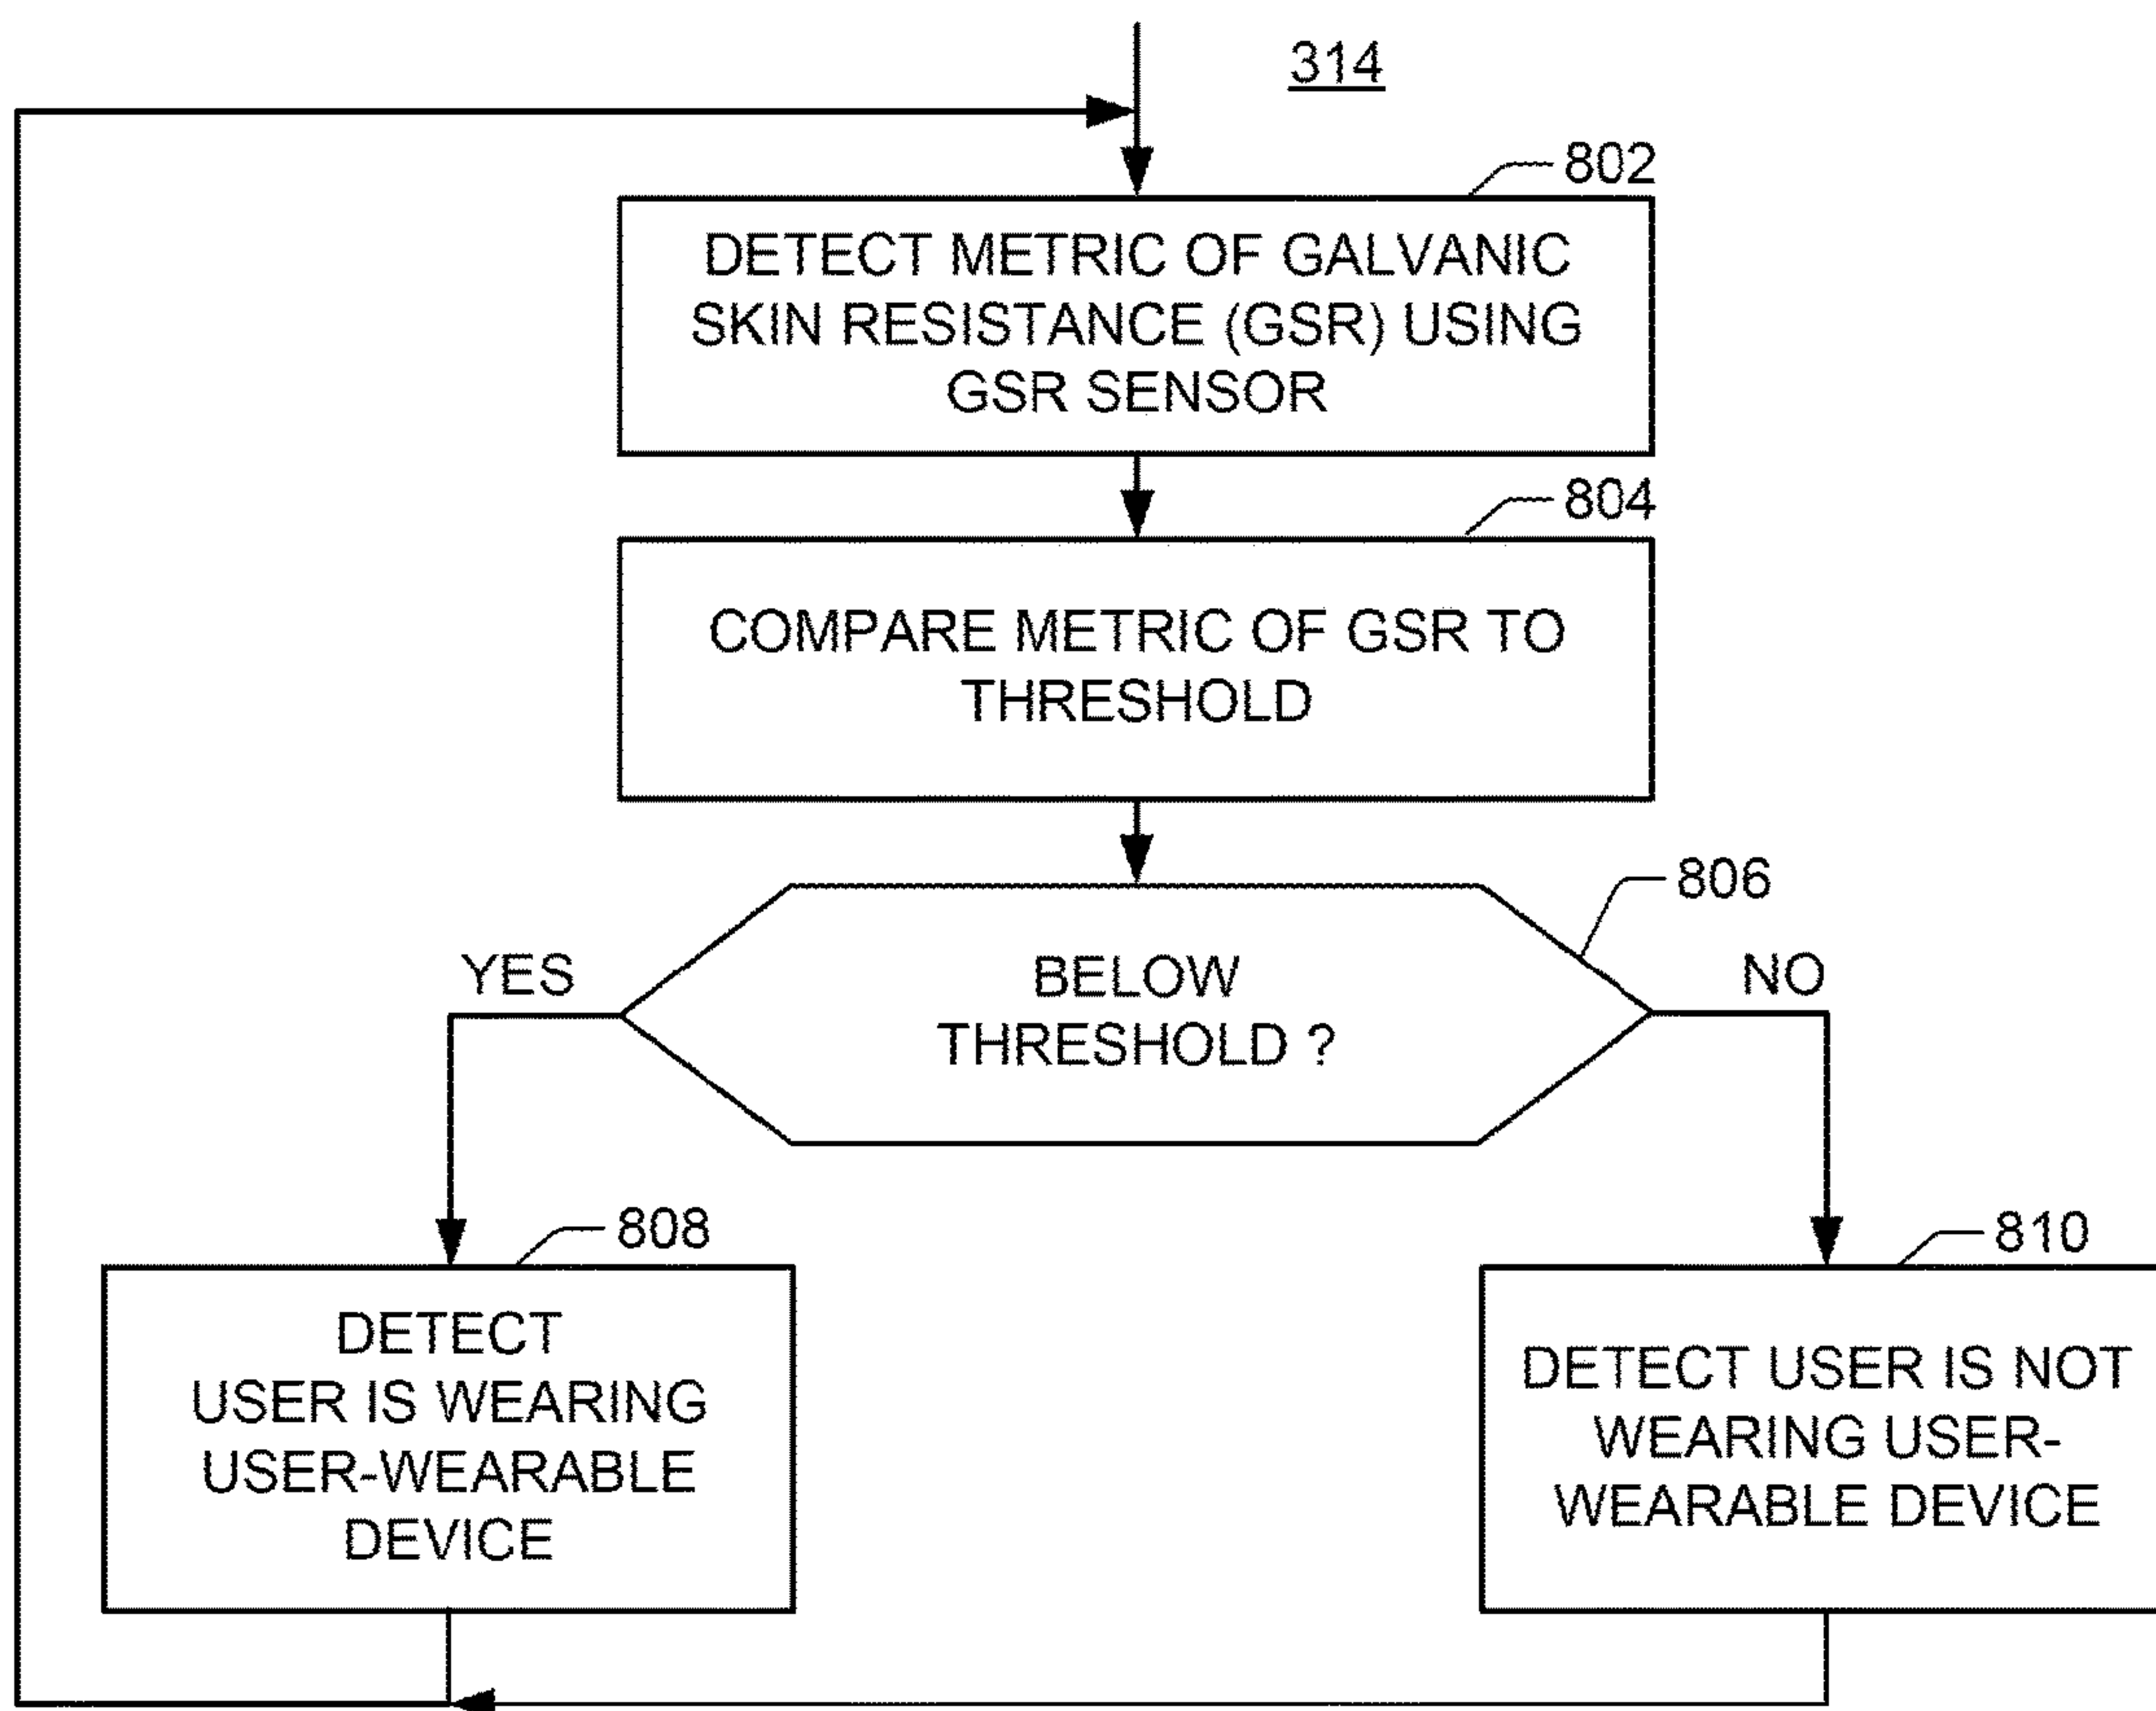 314
802
DETECT METRIC OF GALVANIC
SKIN RESISTANCE (GSR) USING
GSR SENSOR
804
COMPARE METRIC OF GSR TO
THRESHOLD
806
YES
BELOW
THRESHOLD ?
NO
808
DETECT
USER IS WEARING
USER-WEARABLE
DEVICE
810
DETECT USER IS NOT
WEARING USER-
WEARABLE DEVICE